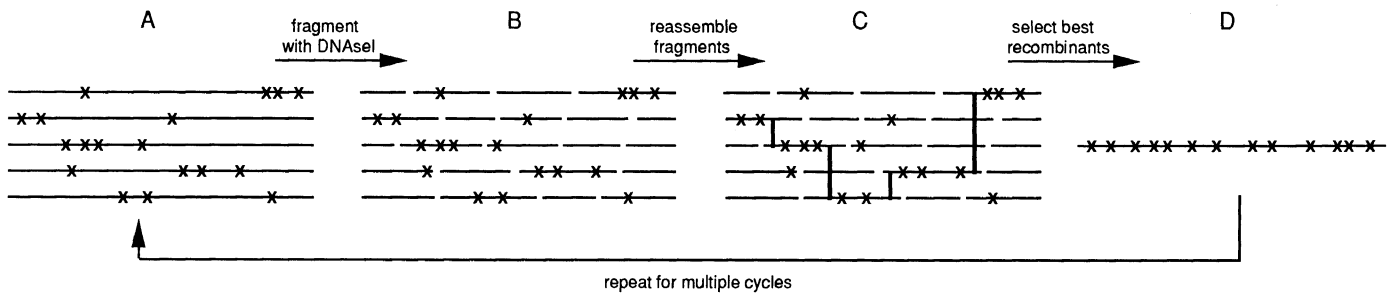 A
fragment
with DNAseI
B
reassemble
fragments
C
select best
recombinants
D
repeat for multiple cycles